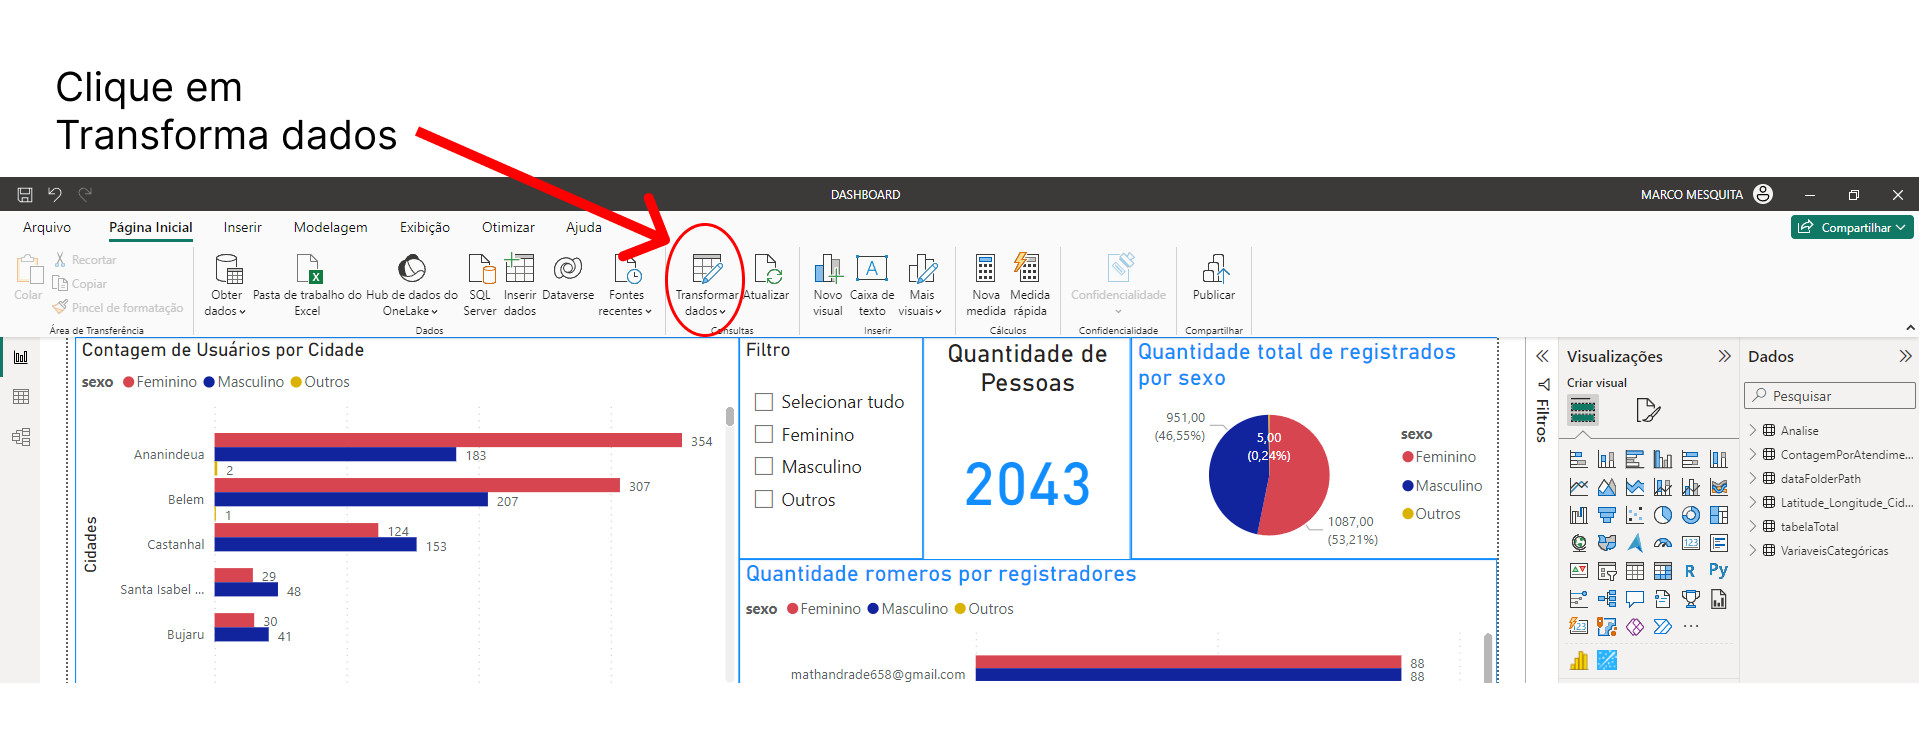 Clique em
Transforma dados
DASHBOARD
MARCO MESQUITA
Arquivo
Página Inicial
Inserir
Modelagem
Exibição
Otimizar
Ajuda
Compartilhar
Colar
Recortar
Copiar
Pincel de formatação
Área de Transferência
Obter
dados
Pasta de trabalho do
Excel
Hub de dados do
OneLake
SQL
Server
Inserir
dados
Dataverse
Fontes
recentes
Dados
Transformar
dados
Atualizar
Consultas
Novo
visual
Caixa de
texto
Mais
visuais
Inserir
Nova
medida
Medida
rápida
Cálculos
Confidencialidade
Confidencialidade
Publicar
Compartilhar
Contagem de Usuários por Cidade
sexo Feminino Masculino Outros
Cidades
Ananindeua
354
183
2
Belem
307
207
1
Castanhal
124
153
Santa Isabel ...
29
48
Bujaru
30
41
Filtro
Selecionar tudo
Feminino
Masculino
Outros
Quantidade de
Pessoas
2043
Quantidade total de registrados
por sexo
951,00
(46,55%)
5,00
(0,24%)
1087,00
(53,21%)
sexo
Feminino
Masculino
Outros
Quantidade romeros por registradores
sexo Feminino Masculino Outros
mathandrade658@gmail.com
88
88
Filtros
Visualizações
Criar visual
123
R
Py
123
...
Dados
Pesquisar
Analise
ContagemPorAtendime...
dataFolderPath
Latitude_Longitude_Cid...
tabelaTotal
VariaveisCategóricas